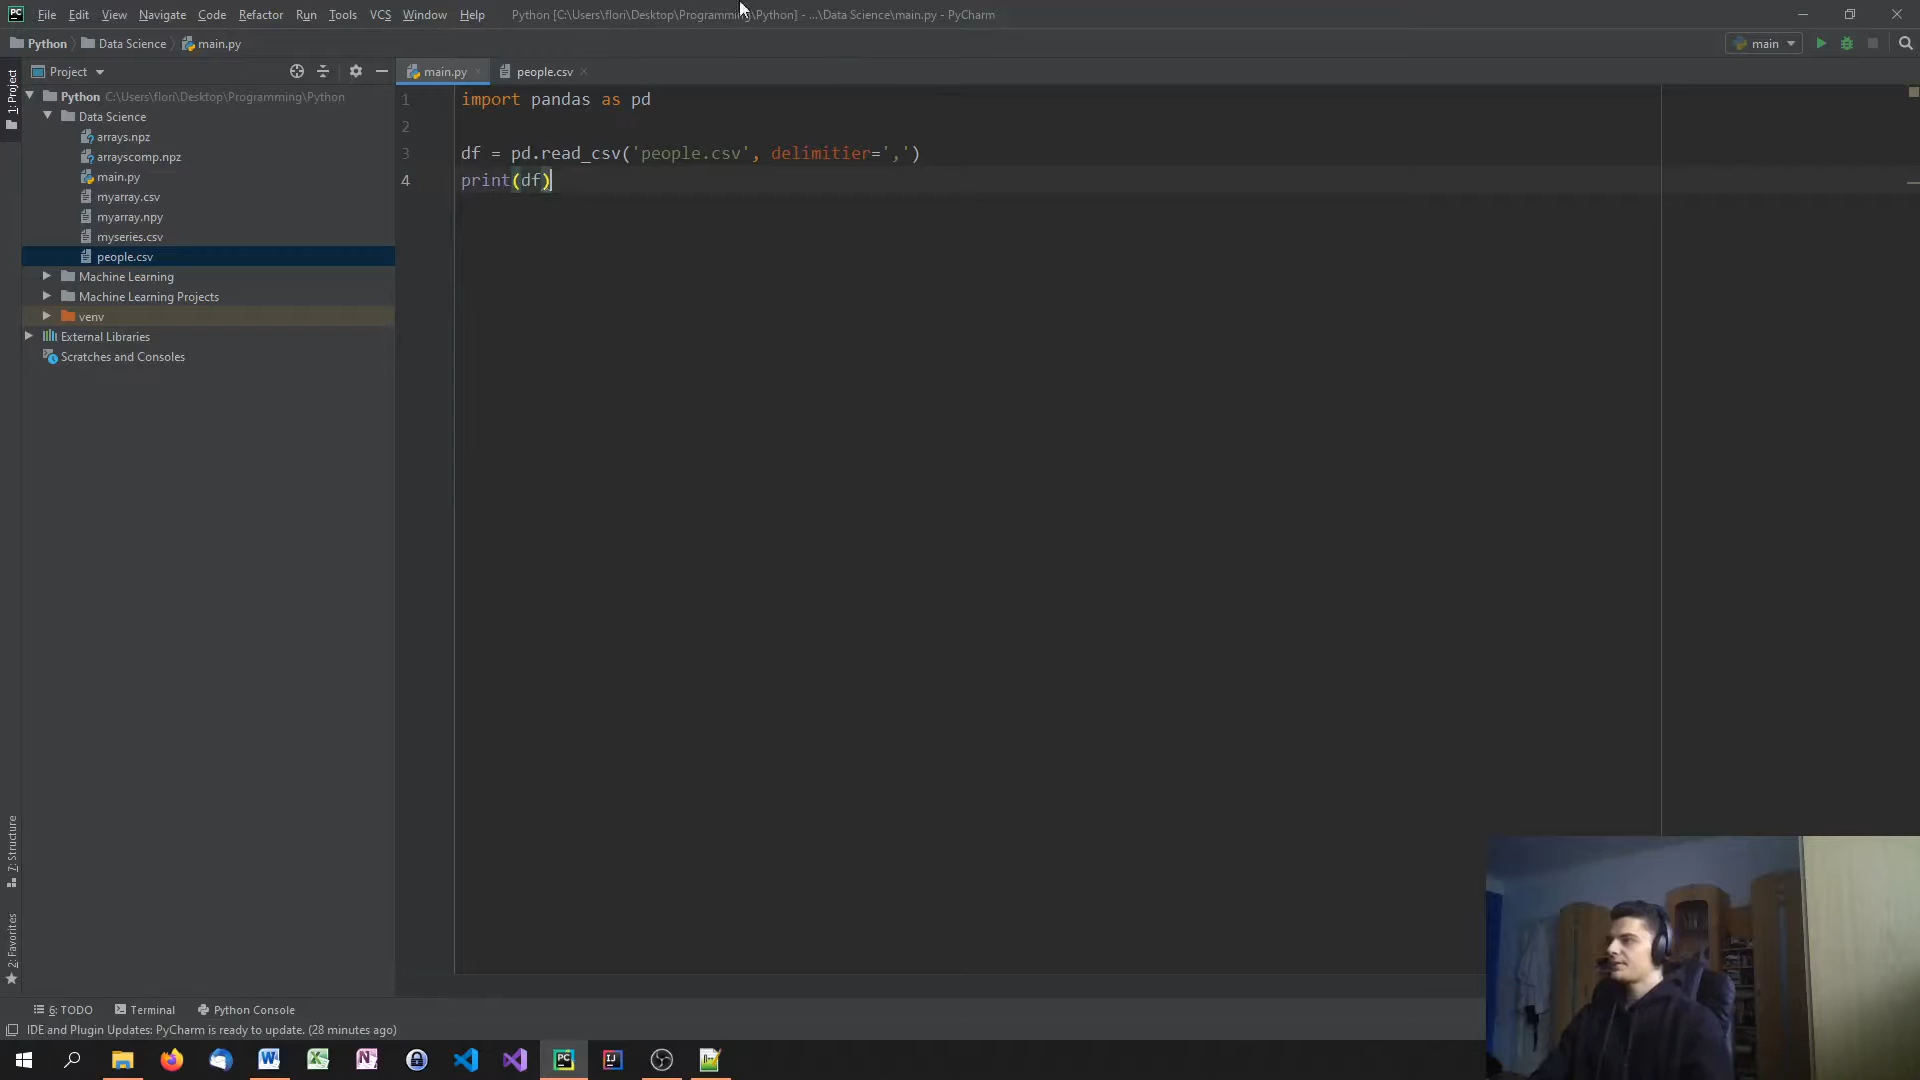 File Edit View Navigate Code Refactor Run Tools VCS Window Help Python [C:\Users\flori\Desktop\Programming\Python] - ...\Data Science\main.py - PyCharm
Python Data Science main.py main
Project main.py people.csv
1: Project
Python C:\Users\flori\Desktop\Programming\Python
Data Science
arrays.npz
arrayscomp.npz
main.py
myarray.csv
myarray.npy
myseries.csv
people.csv
Machine Learning
Machine Learning Projects
venv
External Libraries
Scratches and Consoles
1 import pandas as pd
2
3 df = pd.read_csv('people.csv', delimitier=',')
4 print(df)
7: Structure
2: Favorites
6: TODO Terminal Python Console
IDE and Plugin Updates: PyCharm is ready to update. (28 minutes ago)